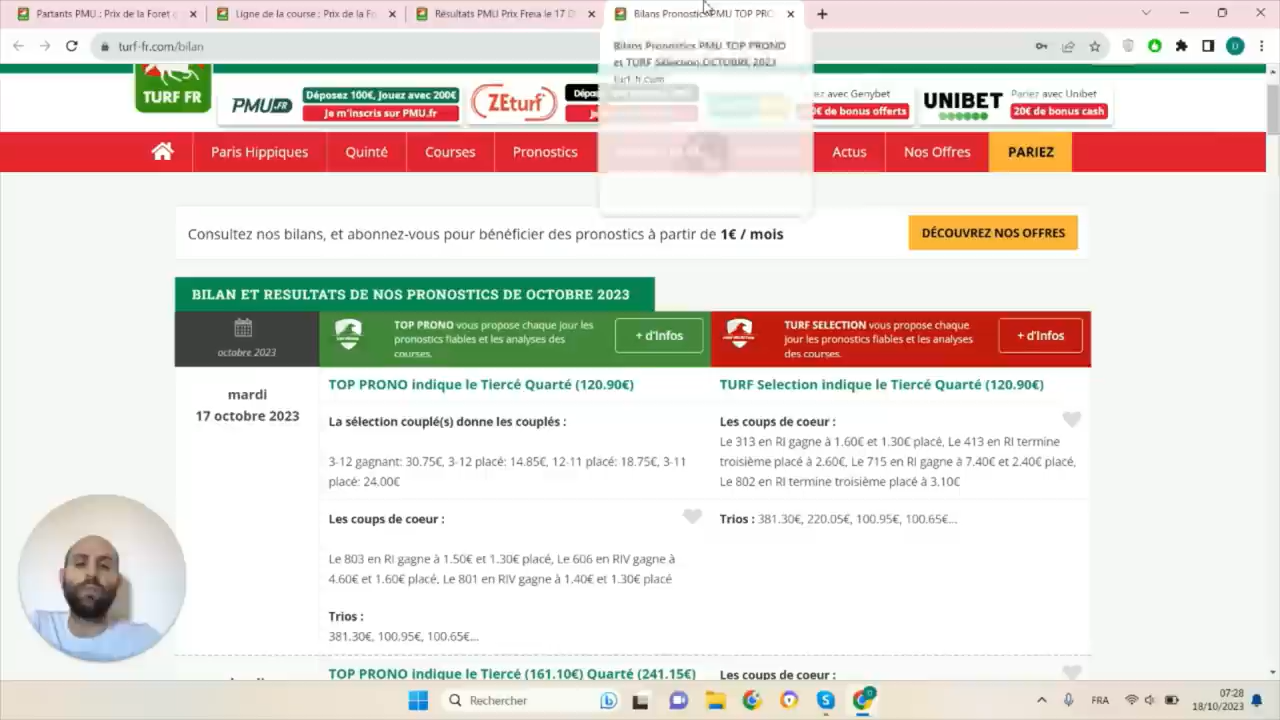 Partants PMU : Prix de la Foret
Ligne de la course : Prix de la Fo
Résultats PMU Prix Freia le 17
Bilans Pronostics PMU TOP PRO
turf-fr.com/bilan
Bilans Pronostics PMU TOP PRONO
et TURF Sélection OCTOBRE 2023
turf-fr.com
TURF FR
PMU.FR
Déposez 100€, Jouez avec 200€
Je m'inscris sur PMU.fr
ZEturf
avec Genybet
de bonus offerts
UNIBET
Pariez avec Unibet
20€ de bonus cash
Paris Hippiques
Quinté
Courses
Pronostics
Actus
Nos Offres
PARIEZ
Consultez nos bilans, et abonnez-vous pour bénéficier des pronostics à partir de 1€ / mois
DÉCOUVREZ NOS OFFRES
BILAN ET RESULTATS DE NOS PRONOSTICS DE OCTOBRE 2023
octobre 2023
TOP PRONO vous propose chaque jour les
pronostics fiables et les analyses des
courses.
+ d'Infos
TURF SELECTION vous propose chaque
jour les pronostics fiables et les analyses
des courses.
+ d'Infos
mardi
17 octobre 2023
TOP PRONO indique le Tiercé Quarté (120.90€)
La sélection couplé(s) donne les couplés :
3-12 gagnant: 30.75€, 3-12 placé: 14.85€, 12-11 placé: 18.75€, 3-11
placé: 24.00€
Les coups de coeur :
Le 803 en RI gagne à 1.50€ et 1.30€ placé, Le 606 en RIV gagne à
4.60€ et 1.60€ placé, Le 801 en RIV gagne à 1.40€ et 1.30€ placé
Trios :
381.30€, 100.95€, 100.65€...
TURF Selection indique le Tiercé Quarté (120.90€)
Les coups de coeur :
Le 313 en RI gagne à 1.60€ et 1.30€ placé, Le 413 en RI termine
troisième placé à 2.60€, Le 715 en RI gagne à 7.40€ et 2.40€ placé,
Le 802 en RI termine troisième placé à 3.10€
Trios : 381.30€, 220.05€, 100.95€, 100.65€...
TOP PRONO indique le Tiercé (161.10€) Quarté (241.15€)
Les coups de coeur :
Rechercher
FRA
07:28
18/10/2023